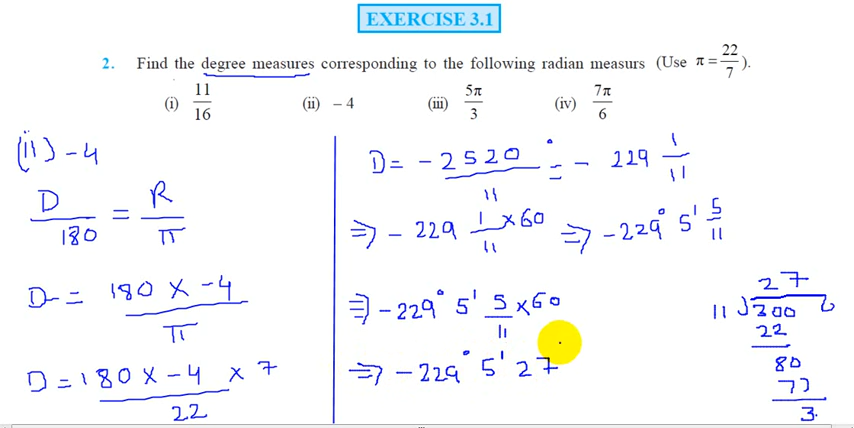 EXERCISE 3.1
2. Find the degree measures corresponding to the following radian measurs (Use π = 22/7).
(i) 11/16 (ii) – 4 (iii) 5π/3 (iv) 7π/6
(ii) -4
D/180 = R/π
D = 180 × -4/π
D = 180 × -4/22 × 7
D = -2520°/11 = - 229 1/11
⇒ - 229 1/11 × 60 ⇒ -229° 5' 5/11
⇒ -229° 5' 5/11 × 60
⇒ -229° 5' 27
27
11 ) 300
22
80
77
3.